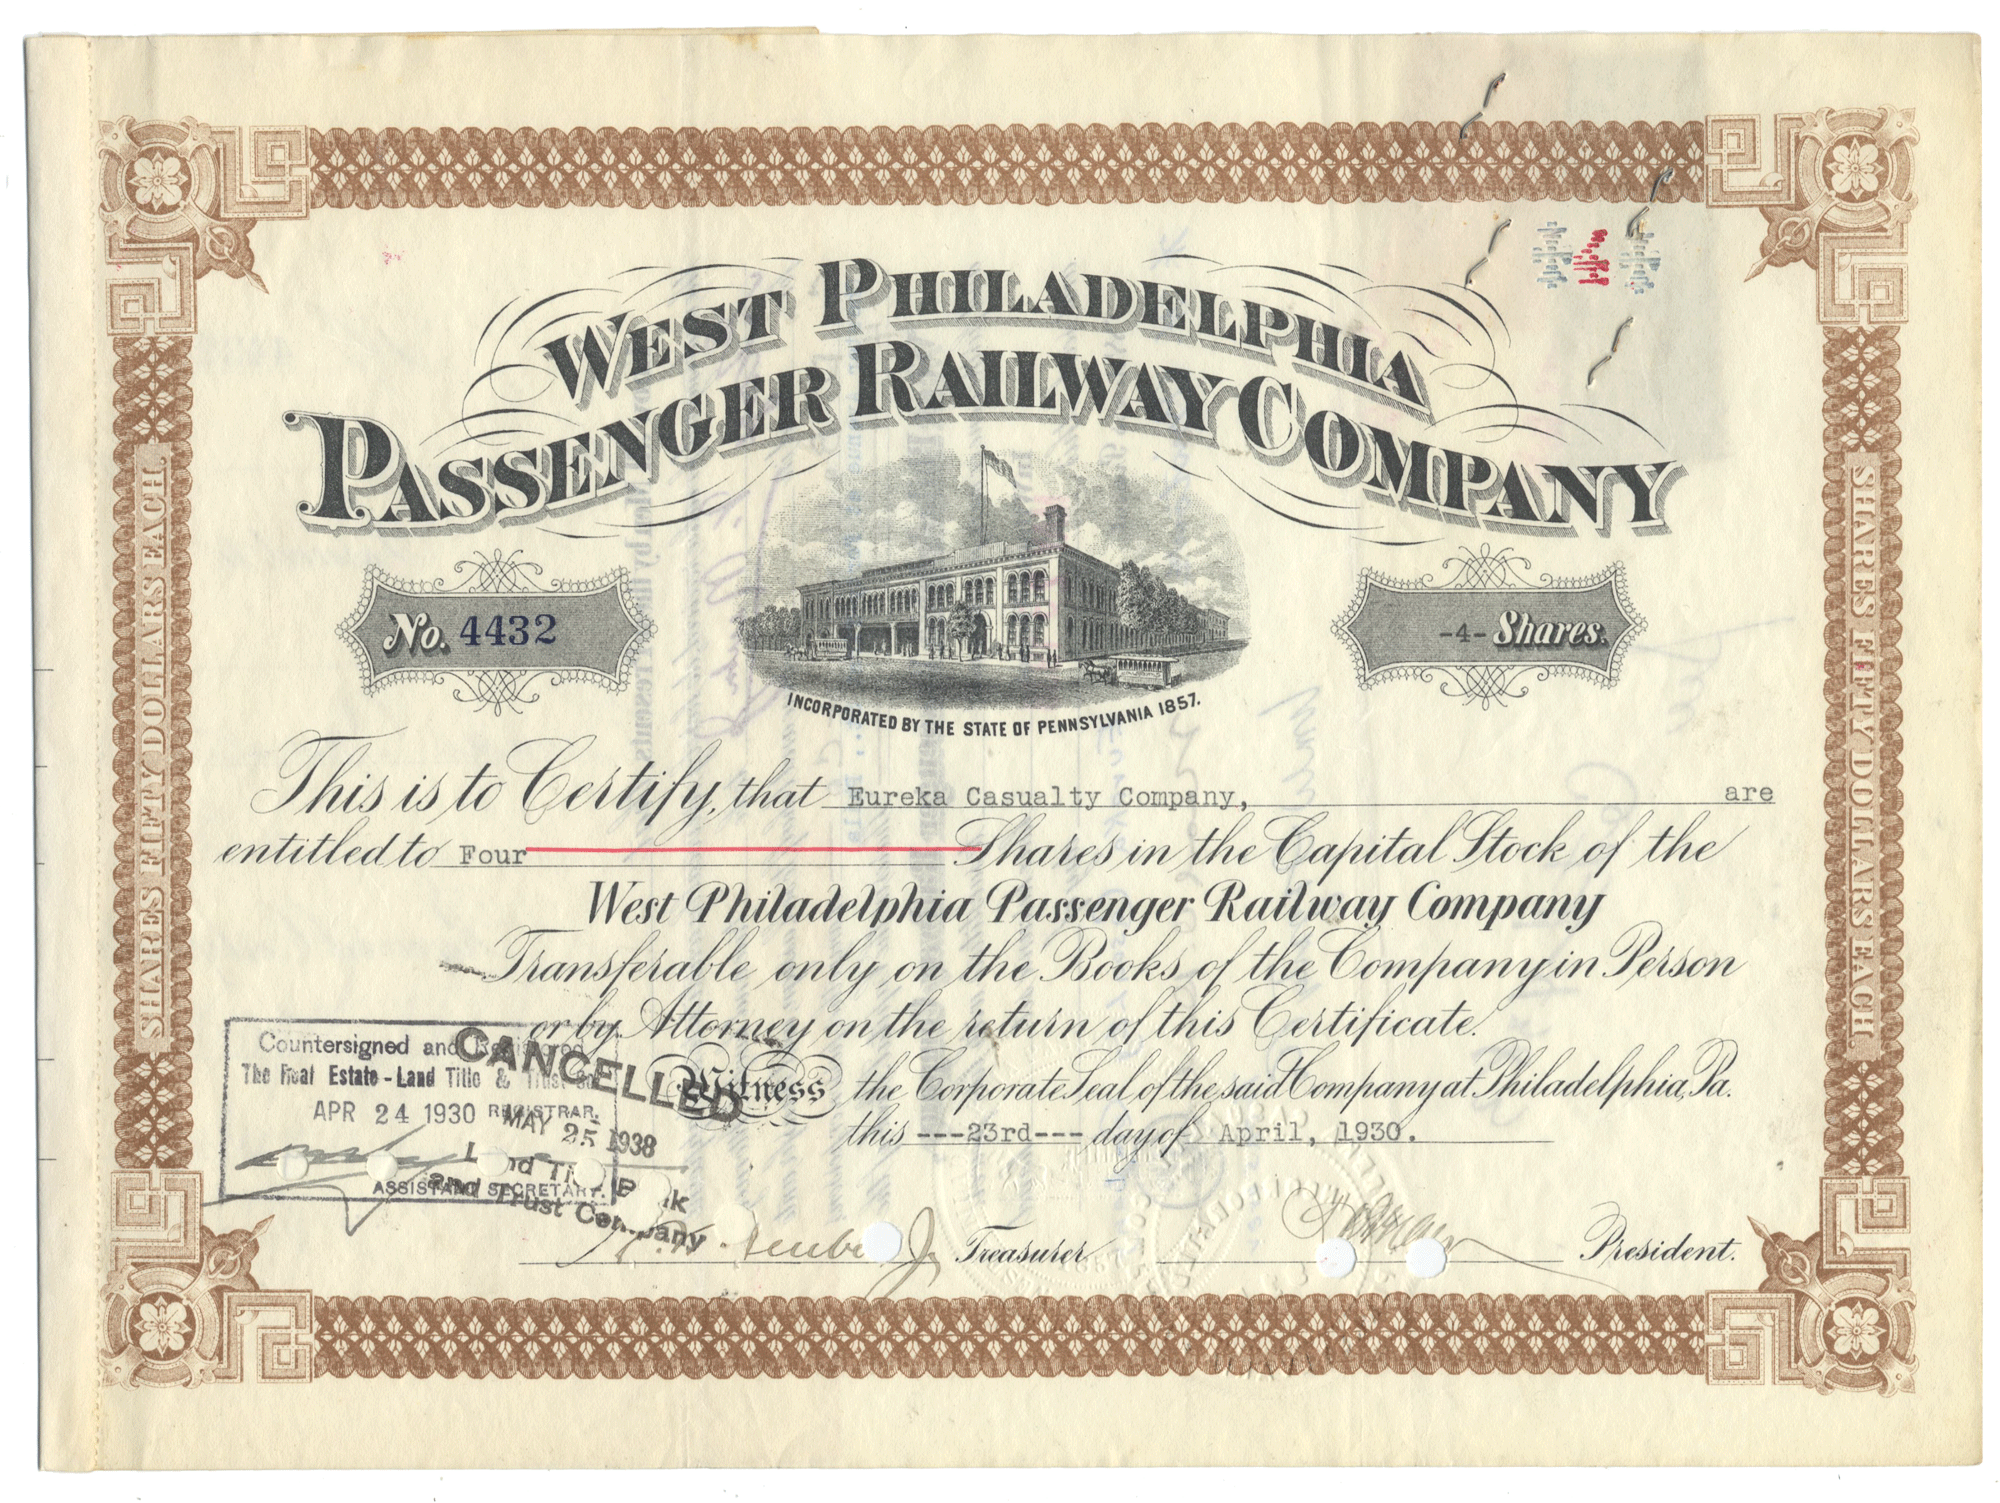 WEST PHILADELPHIA
PASSENGER RAILWAY COMPANY
No. 4432
-4- Shares.
INCORPORATED BY THE STATE OF PENNSYLVANIA 1857.
This is to Certify, that Eureka Casualty Company, are
entitled to Four Shares in the Capital Stock of the
West Philadelphia Passenger Railway Company
Transferable only on the Books of the Company in Person
or by Attorney on the return of this Certificate.
Witness the Corporate Seal of the said Company at Philadelphia, Pa.
this ---23rd--- day of April, 1930.
Treasurer
President.
Countersigned and Registered
The Real Estate-Land Title & Trust Co.
APR 24 1930 REGISTRAR.
ASSISTANT SECRETARY.
CANCELLED
MAY 25 1938
Land Title Bank
and Trust Company
SHARES FIFTY DOLLARS EACH.
SHARES FIFTY DOLLARS EACH.